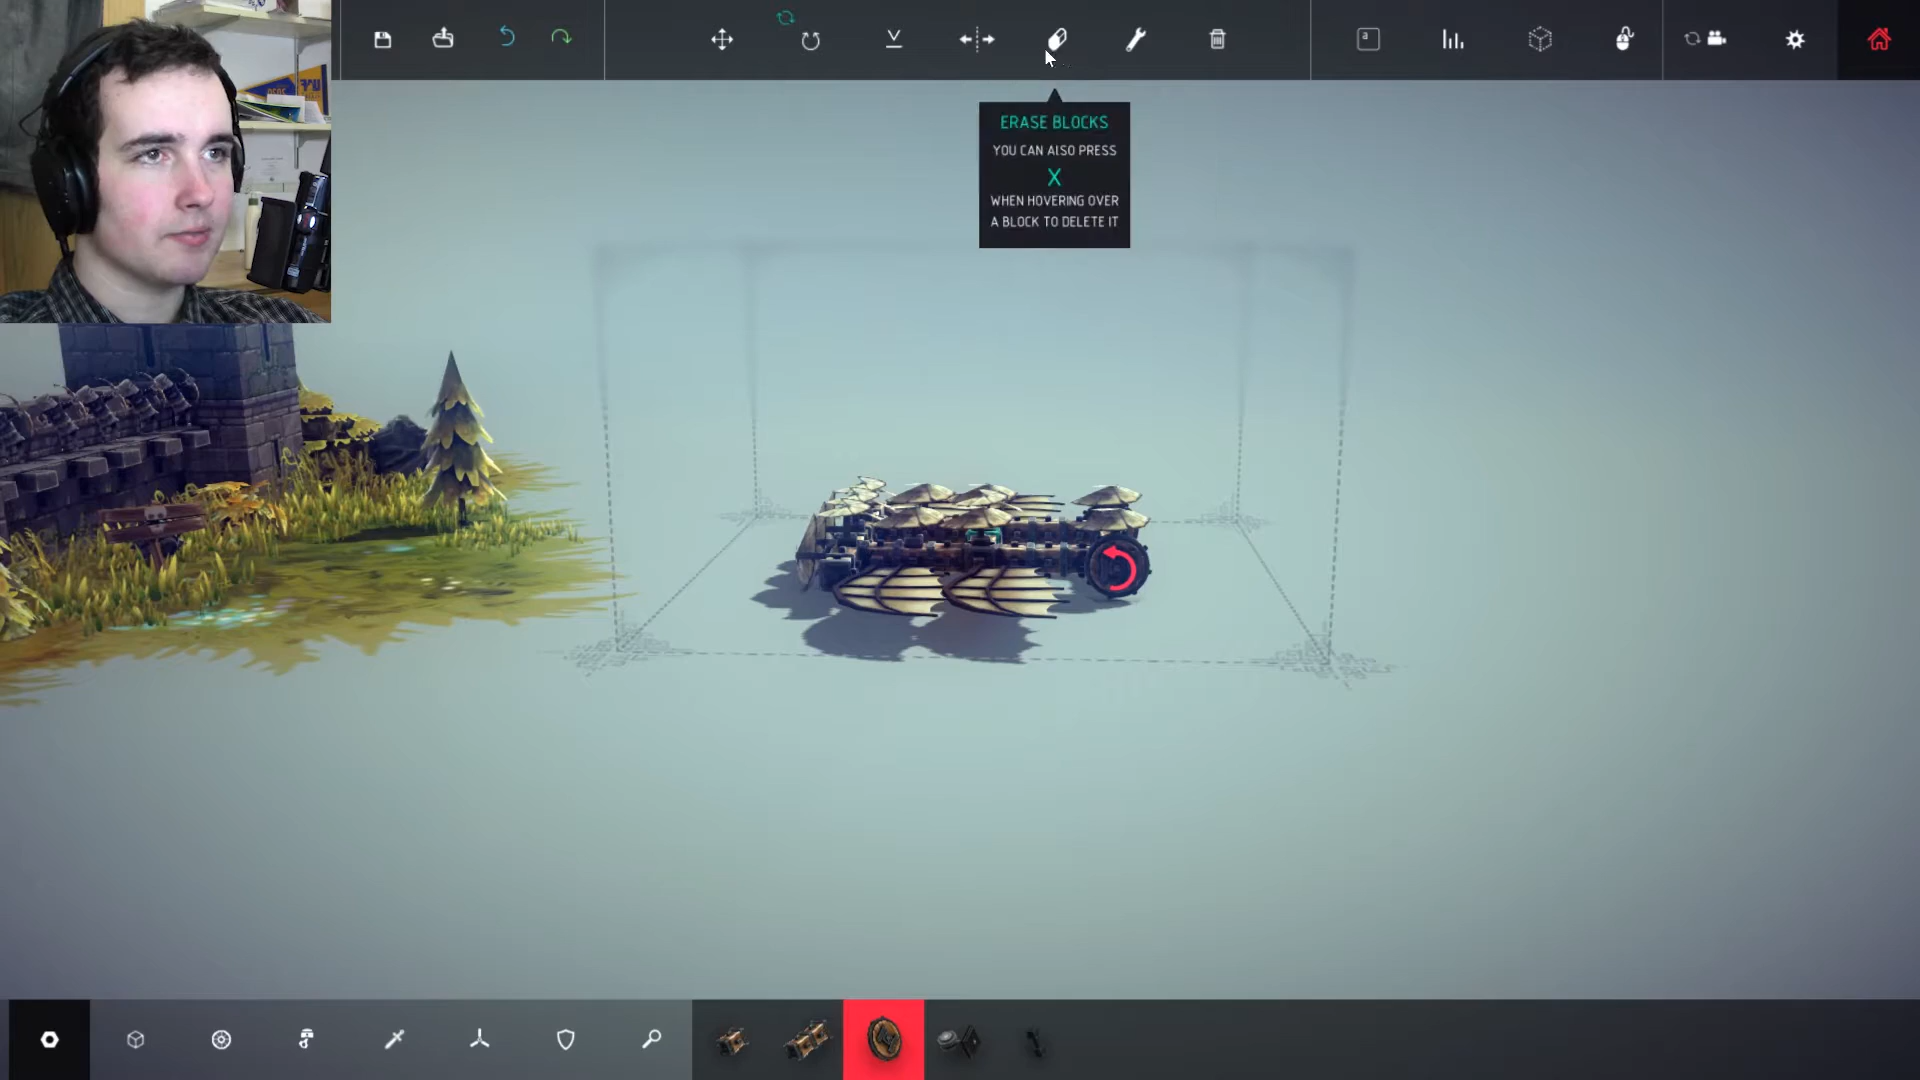 ERASE BLOCKS
YOU CAN ALSO PRESS
X
WHEN HOVERING OVER
A BLOCK TO DELETE IT